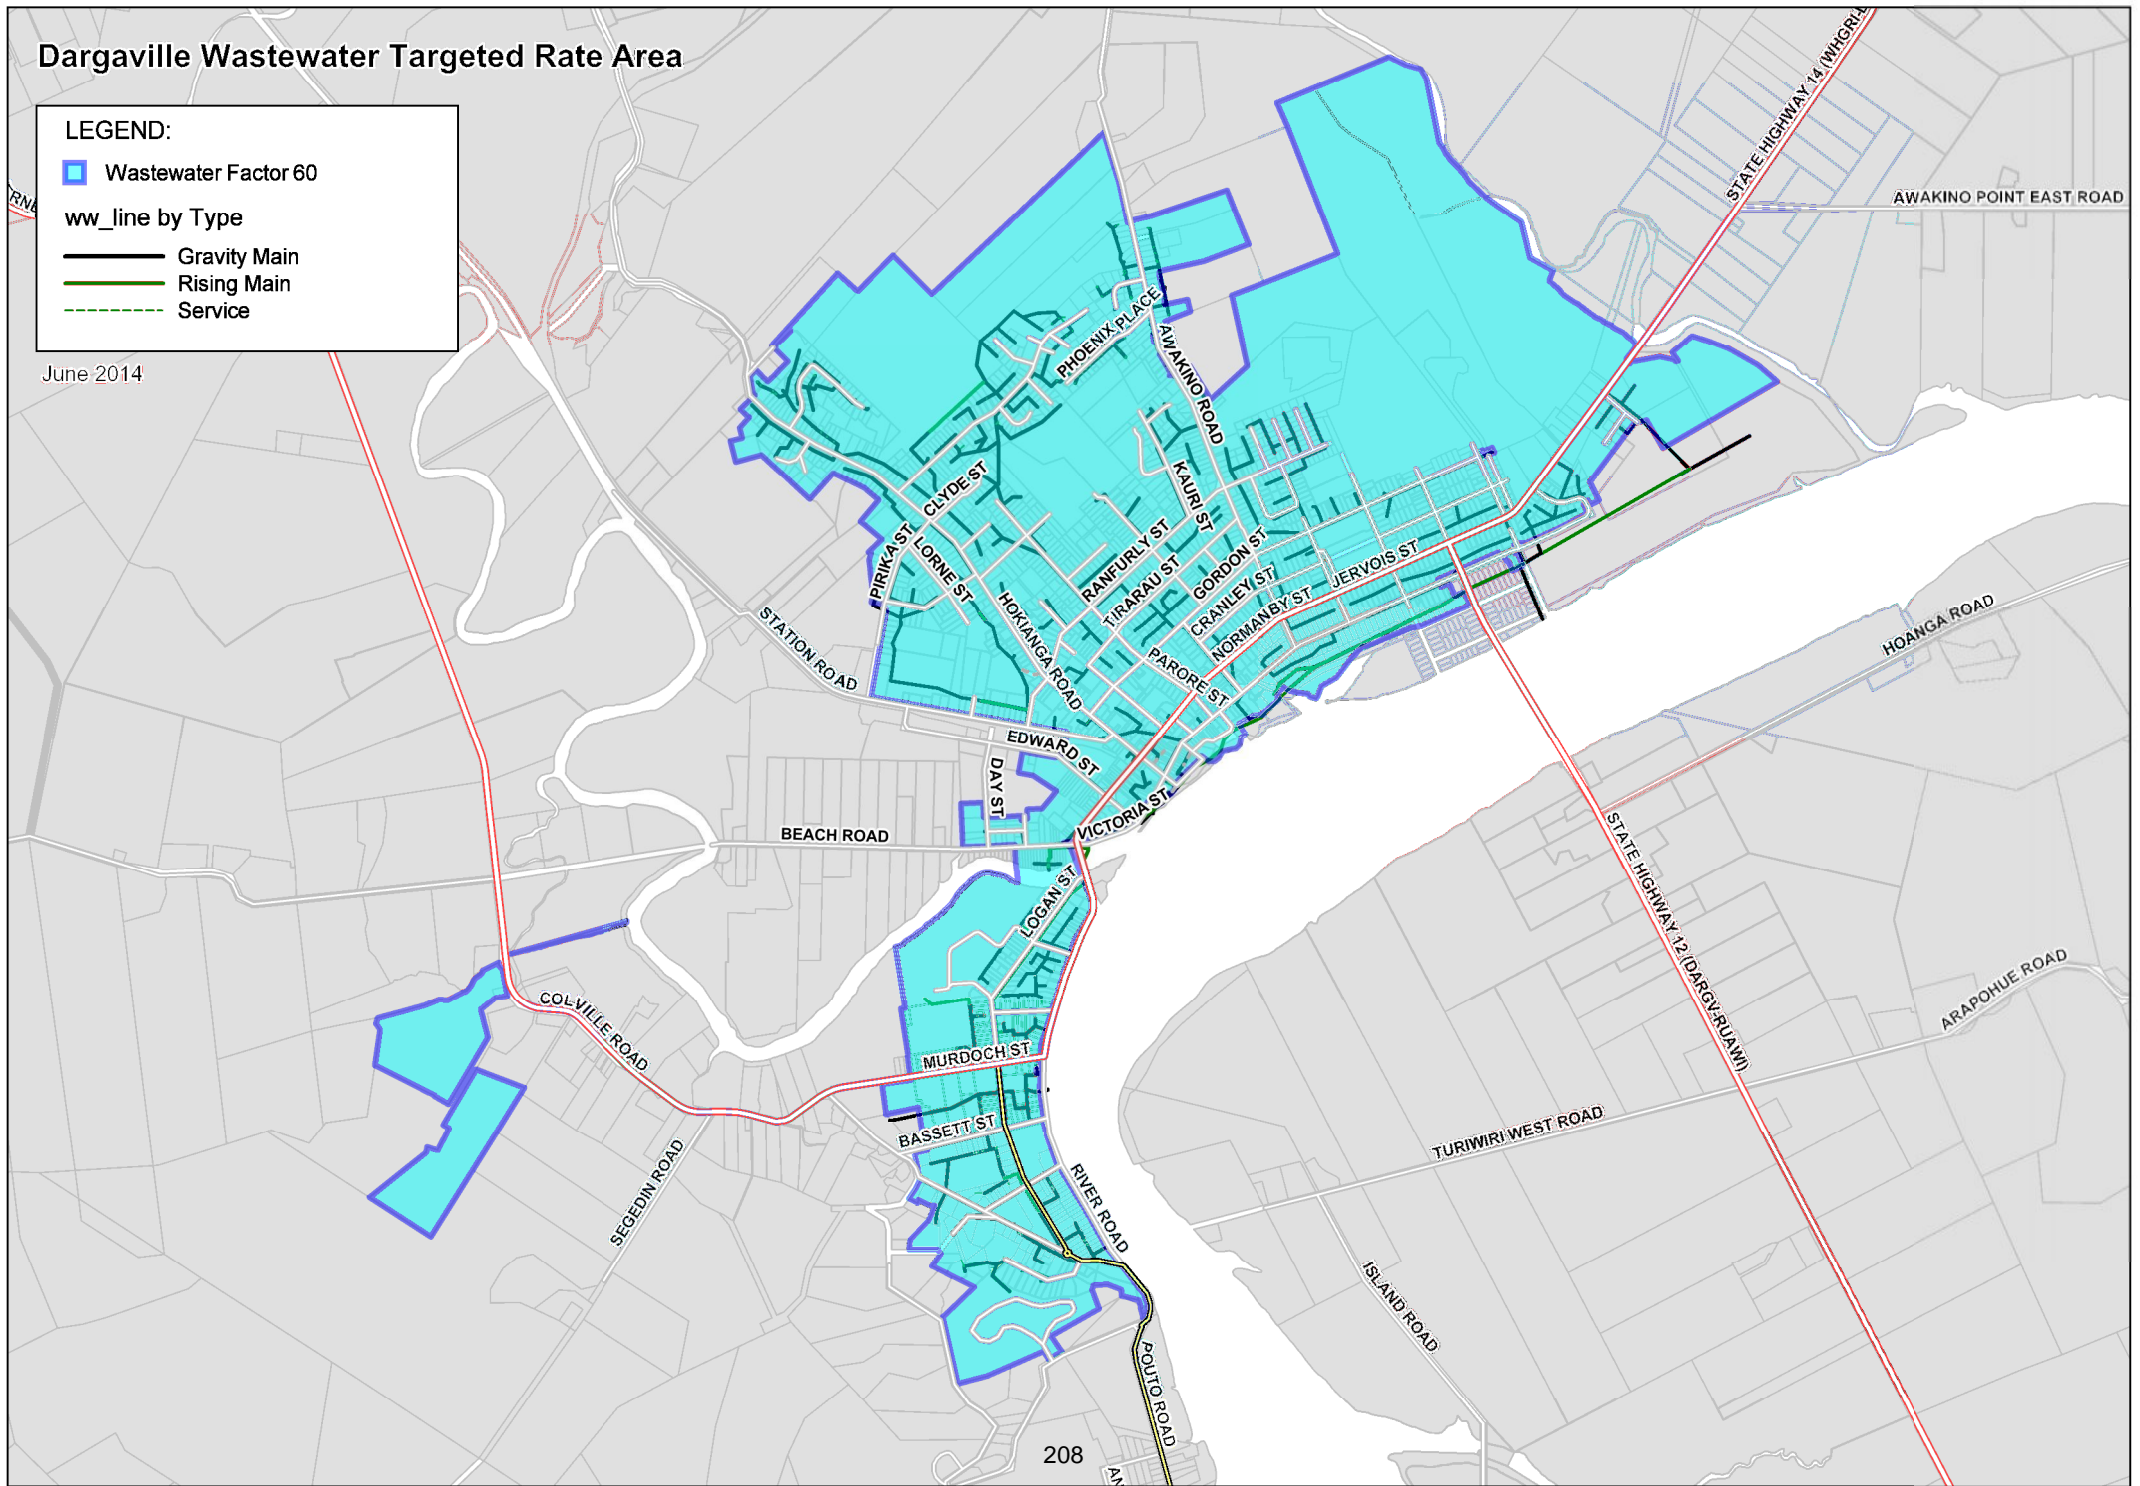 Dargaville Wastewater Targeted Rate Area
LEGEND:
Wastewater Factor 60
ww_line by Type
Gravity Main
Rising Main
Service
June 2014
STATE HIGHWAY 14 (WHGRI-
AWAKINO POINT EAST ROAD
PHOENIX PLACE
AWAKINO ROAD
KAURI ST
CLYDE ST
PIRIKA ST
LORNE ST
RANFURLY ST
TIRARAU ST
GORDON ST
CRANLEY ST
NORMANBY ST
JERVOIS ST
HOKIANGA ROAD
PARORE ST
STATION ROAD
EDWARD ST
DAY ST
VICTORIA ST
BEACH ROAD
HOANGA ROAD
STATE HIGHWAY 12 (DARGV-RUAWI)
LOGAN ST
ARAPOHUE ROAD
COLVILLE ROAD
MURDOCH ST
BASSETT ST
TURIWIRI WEST ROAD
SEGEDIN ROAD
RIVER ROAD
ISLAND ROAD
POUTO ROAD
208